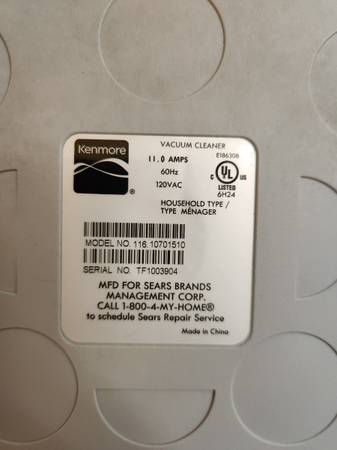 Kenmore
®
VACUUM CLEANER
E186308
11.0 AMPS
60Hz
120VAC
C UL US
®
LISTED
6H24
HOUSEHOLD TYPE /
TYPE MÉNAGER
MODEL NO. 116.10701510
SERIAL NO. TF1003904
MFD FOR SEARS BRANDS
MANAGEMENT CORP.
CALL 1-800-4-MY-HOME®
to schedule Sears Repair Service
Made in China